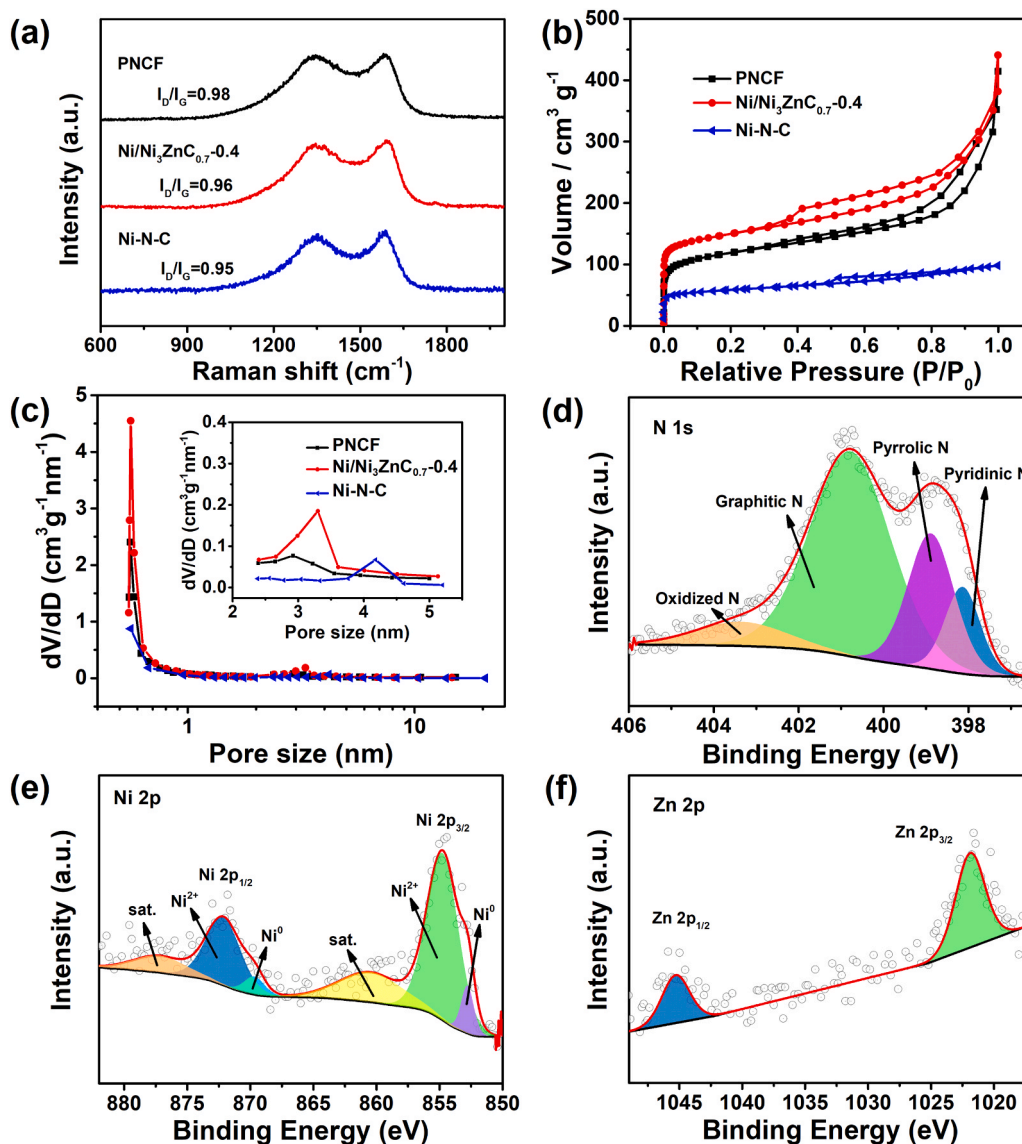 (a)
PNCF
I_D/I_G=0.98
Ni/Ni₃ZnC₀.₇-0.4
I_D/I_G=0.96
Ni-N-C
I_D/I_G=0.95
Intensity (a.u.)
600 900 1200 1500 1800
Raman shift (cm⁻¹)
(b)
500
400
300
200
100
0
PNCF
Ni/Ni₃ZnC₀.₇-0.4
Ni-N-C
Volume / cm³ g⁻¹
0.0 0.2 0.4 0.6 0.8 1.0
Relative Pressure (P/P₀)
(c)
5
4
3
2
1
0
dV/dD (cm³g⁻¹nm⁻¹)
1 10
Pore size (nm)
0.4
0.3
0.2
0.1
0.0
PNCF
Ni/Ni₃ZnC₀.₇-0.4
Ni-N-C
dV/dD (cm³g⁻¹nm⁻¹)
2 3 4 5
Pore size (nm)
(d)
N 1s
Pyrrolic N
Pyridinic N
Graphitic N
Oxidized N
Intensity (a.u.)
406 404 402 400 398
Binding Energy (eV)
(e)
Ni 2p
Ni 2p₃/₂
Ni 2p₁/₂
Ni²⁺
Ni²⁺
Ni⁰
sat.
Ni⁰
sat.
Intensity (a.u.)
880 875 870 865 860 855 850
Binding Energy (eV)
(f)
Zn 2p
Zn 2p₃/₂
Zn 2p₁/₂
Intensity (a.u.)
1045 1040 1035 1030 1025 1020
Binding Energy (eV)